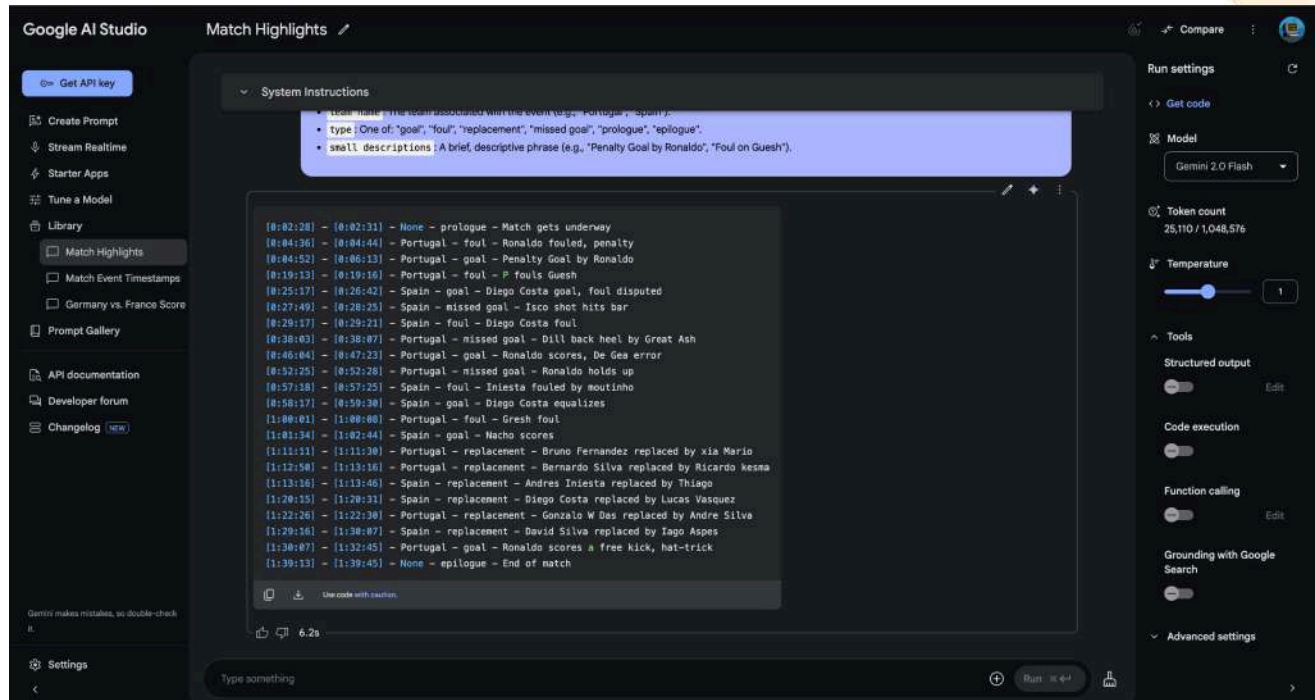 Google AI Studio
Match Highlights
Compare
Get API key
Create Prompt
Stream Realtime
Starter Apps
Tune a Model
Library
Match Highlights
Match Event Timestamps
Germany vs. France Score
Prompt Gallery
API documentation
Developer forum
Changelog NEW
Gemini makes mistakes, so double-check
it.
Settings
System Instructions
team name : The team associated with the event (e.g., "Portugal", "Spain").
• type : One of: "goal", "foul", "replacement", "missed goal", "prologue", "epilogue".
• small descriptions : A brief, descriptive phrase (e.g., "Penalty Goal by Ronaldo", "Foul on Guesh").
[0:02:28] – [0:02:31] – None – prologue – Match gets underway
[0:04:36] – [0:04:44] – Portugal – foul – Ronaldo fouled, penalty
[0:04:52] – [0:06:13] – Portugal – goal – Penalty Goal by Ronaldo
[0:19:13] – [0:19:16] – Portugal – foul – P fouls Guesh
[0:25:17] – [0:26:42] – Spain – goal – Diego Costa goal, foul disputed
[0:27:49] – [0:28:25] – Spain – missed goal – Isco shot hits bar
[0:29:17] – [0:29:21] – Spain – foul – Diego Costa foul
[0:38:03] – [0:38:07] – Portugal – missed goal – Dill back heel by Great Ash
[0:46:04] – [0:47:23] – Portugal – goal – Ronaldo scores, De Gea error
[0:52:25] – [0:52:28] – Portugal – missed goal – Ronaldo holds up
[0:57:18] – [0:57:25] – Spain – foul – Iniesta fouled by moutinho
[0:58:17] – [0:59:30] – Spain – goal – Diego Costa equalizes
[1:00:01] – [1:00:08] – Portugal – foul – Gresh foul
[1:01:34] – [1:02:44] – Spain – goal – Nacho scores
[1:11:11] – [1:11:30] – Portugal – replacement – Bruno Fernandez replaced by xia Mario
[1:12:50] – [1:13:16] – Portugal – replacement – Bernardo Silva replaced by Ricardo kesma
[1:13:16] – [1:13:46] – Spain – replacement – Andres Iniesta replaced by Thiago
[1:20:15] – [1:20:31] – Spain – replacement – Diego Costa replaced by Lucas Vasquez
[1:22:26] – [1:22:30] – Portugal – replacement – Gonzalo W Das replaced by Andre Silva
[1:29:16] – [1:30:07] – Spain – replacement – David Silva replaced by Iago Aspes
[1:30:07] – [1:32:45] – Portugal – goal – Ronaldo scores a free kick, hat-trick
[1:39:13] – [1:39:45] – None – epilogue – End of match
Use code with caution.
6.2s
Type something
Run ⌘↵
Run settings
<> Get code
Model
Gemini 2.0 Flash
Token count
25,110 / 1,048,576
Temperature
1
Tools
Structured output
Edit
Code execution
Function calling
Edit
Grounding with Google
Search
Advanced settings